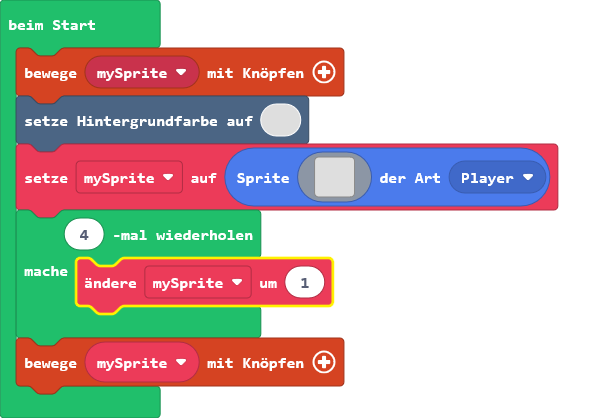 beim Start
bewege mySprite mit Knöpfen
setze Hintergrundfarbe auf
setze mySprite auf Sprite der Art Player
4 -mal wiederholen
mache ändere mySprite um 1
bewege mySprite mit Knöpfen